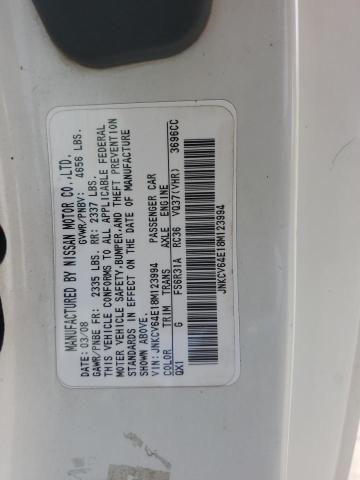 MANUFACTURED BY NISSAN MOTOR CO.,LTD.
DATE: 03/08 GVWR/PNBV: 4656 LBS.
GAWR/PNBE FR: 2335 LBS. RR: 2337 LBS.
THIS VEHICLE CONFORMS TO ALL APPLICABLE FEDERAL
MOTOR VEHICLE SAFETY,BUMPER,AND THEFT PREVENTION
STANDARDS IN EFFECT ON THE DATE OF MANUFACTURE
SHOWN ABOVE.
VIN: JNKCV64E18M123994 PASSENGER CAR
COLOR TRIM TRANS AXLE ENGINE
QX1 G FS6R31A RC36 VQ37(VHR) 3696CC
JNKCV64E18M123994